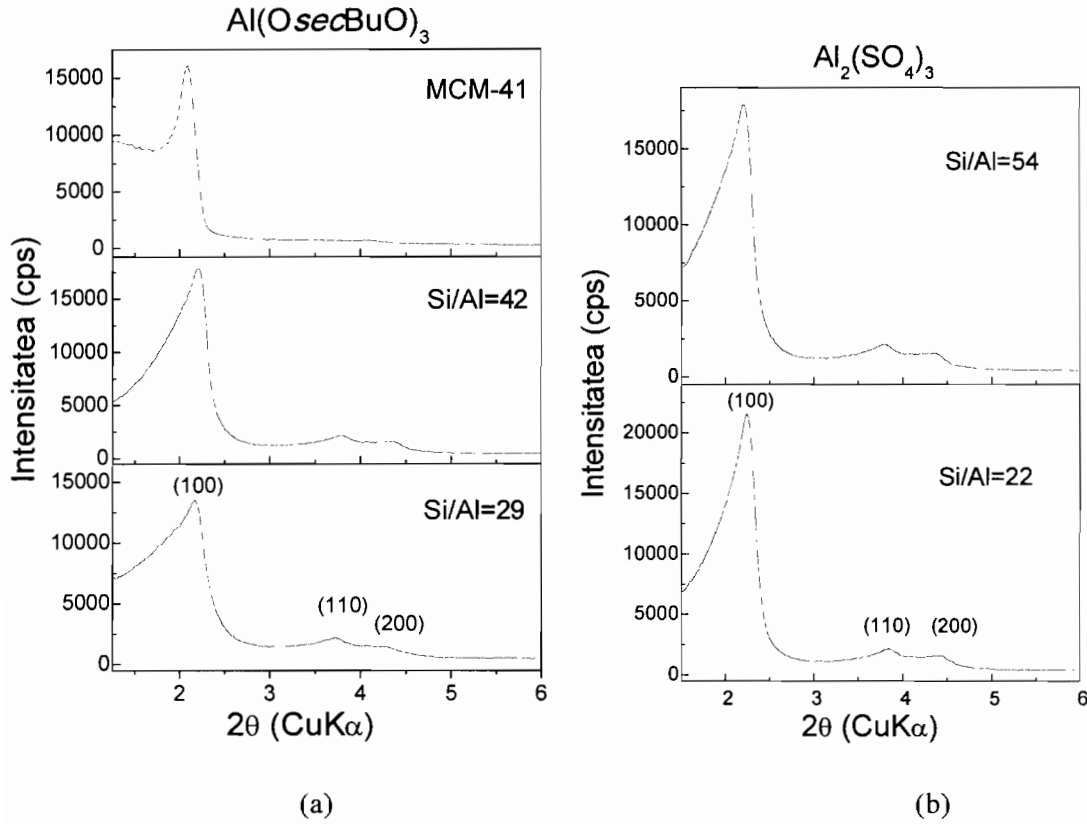 Al(OsecBuO)₃
Intensitatea (cps)
15000
10000
5000
0
MCM-41
15000
10000
5000
0
Si/Al=42
15000
10000
5000
0
(100)
(110)
(200)
Si/Al=29
2 3 4 5 6
2θ (CuKα)
(a)
Al₂(SO₄)₃
Intensitatea (cps)
15000
10000
5000
0
Si/Al=54
20000
15000
10000
5000
0
(100)
(110)
(200)
Si/Al=22
2 3 4 5 6
2θ (CuKα)
(b)